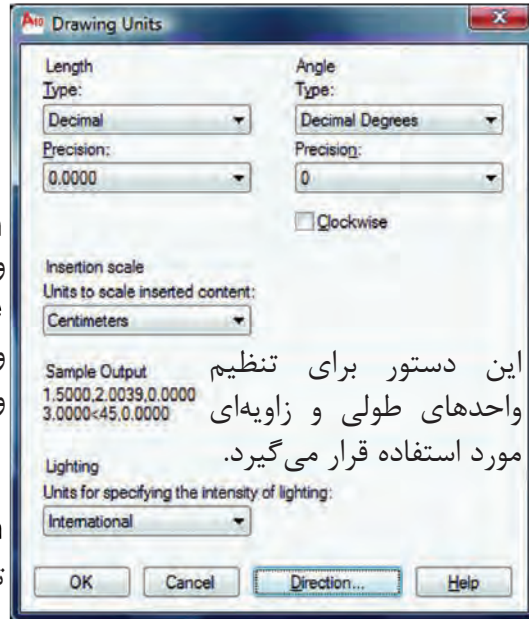 Drawing Units
Length
Type:
Decimal
Precision:
0.0000
Angle
Type:
Decimal Degrees
Precision:
0
Clockwise
Insertion scale
Units to scale inserted content:
Centimeters
Sample Output
1.5000,2.0039,0.0000
3.0000<45,0.0000
این دستور برای تنظیم
واحدهای طولی و زاویه‌ای
مورد استفاده قرار می‌گیرد.
Lighting
Units for specifying the intensity of lighting:
International
OK Cancel Direction... Help